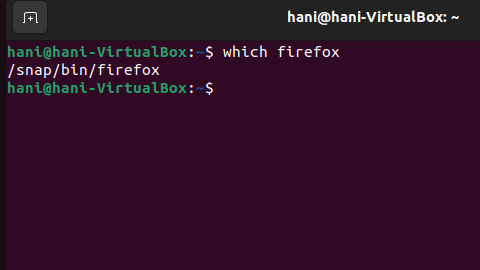 hani@hani-VirtualBox: ~
hani@hani-VirtualBox:~$ which firefox
/snap/bin/firefox
hani@hani-VirtualBox:~$